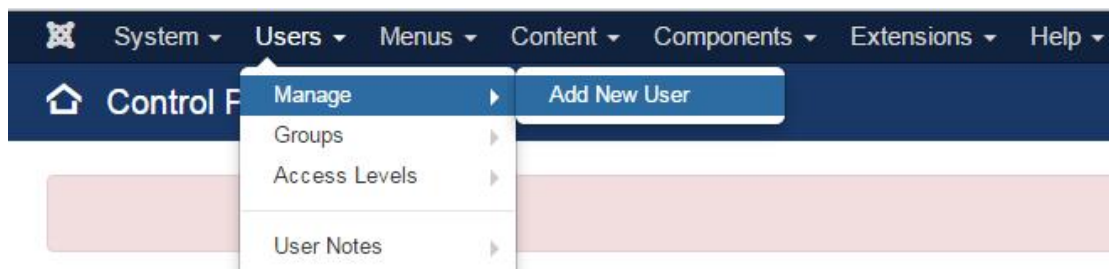 System Users Menus Content Components Extensions Help
Control P
Manage Add New User
Groups
Access Levels
User Notes